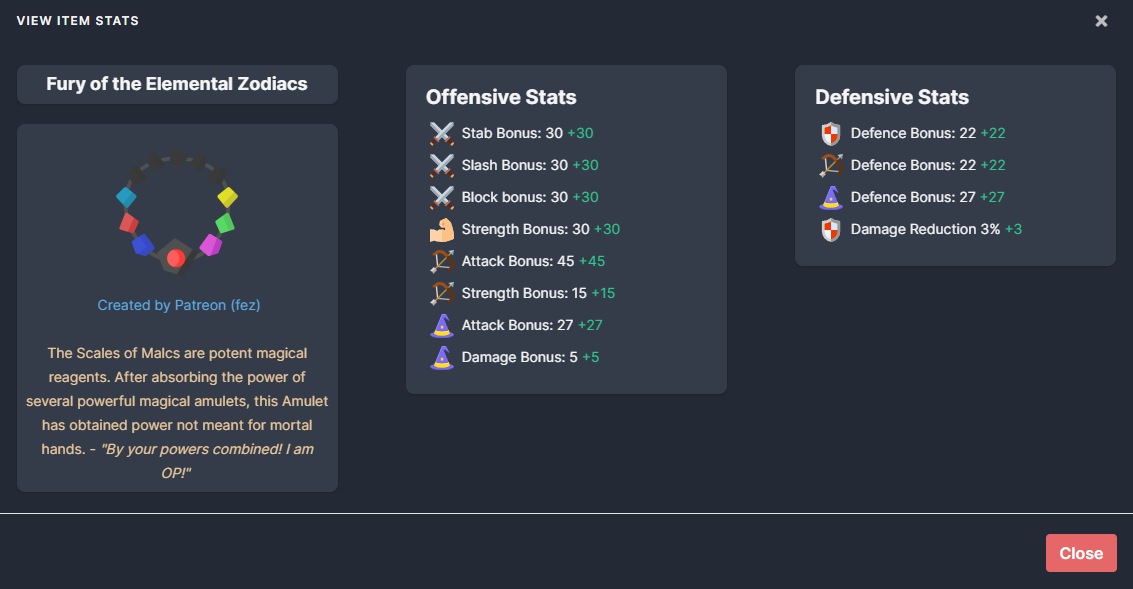 VIEW ITEM STATS
×
Fury of the Elemental Zodiacs
Created by Patreon (fez)
The Scales of Malcs are potent magical
reagents. After absorbing the power of
several powerful magical amulets, this Amulet
has obtained power not meant for mortal
hands. - "By your powers combined! I am
OP!"
Offensive Stats
Stab Bonus: 30 +30
Slash Bonus: 30 +30
Block bonus: 30 +30
Strength Bonus: 30 +30
Attack Bonus: 45 +45
Strength Bonus: 15 +15
Attack Bonus: 27 +27
Damage Bonus: 5 +5
Defensive Stats
Defence Bonus: 22 +22
Defence Bonus: 22 +22
Defence Bonus: 27 +27
Damage Reduction 3% +3
Close